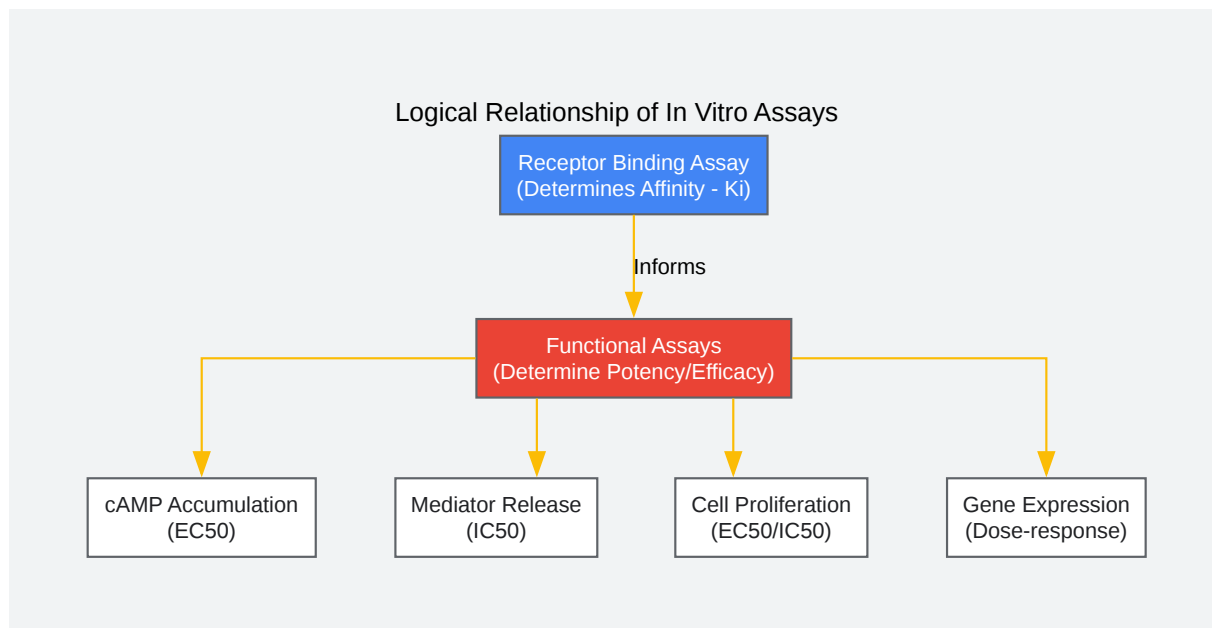 Logical Relationship of In Vitro Assays
Receptor Binding Assay
(Determines Affinity - Ki)
Informs
Functional Assays
(Determine Potency/Efficacy)
cAMP Accumulation
(EC50)
Mediator Release
(IC50)
Cell Proliferation
(EC50/IC50)
Gene Expression
(Dose-response)